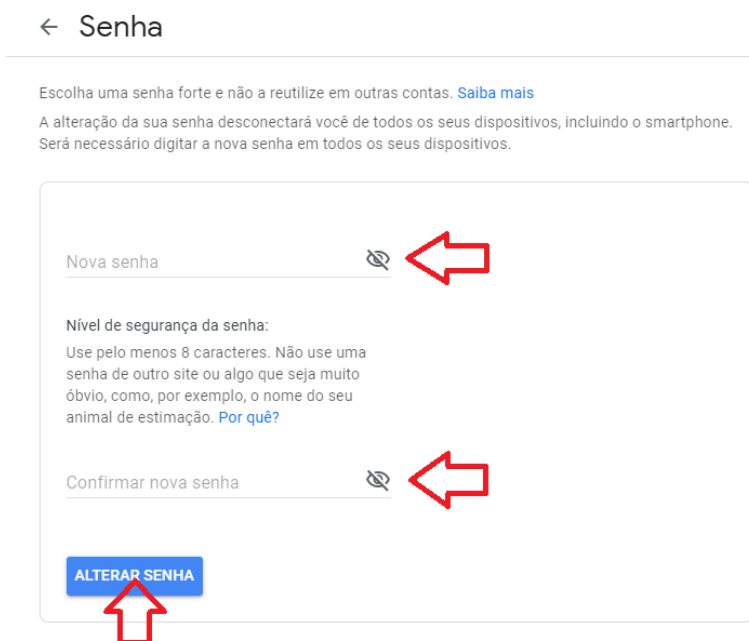 Senha
Escolha uma senha forte e não a reutilize em outras contas. Saiba mais
A alteração da sua senha desconectará você de todos os seus dispositivos, incluindo o smartphone.
Será necessário digitar a nova senha em todos os seus dispositivos.
Nova senha
Nível de segurança da senha:
Use pelo menos 8 caracteres. Não use uma
senha de outro site ou algo que seja muito
óbvio, como, por exemplo, o nome do seu
animal de estimação. Por quê?
Confirmar nova senha
ALTERAR SENHA